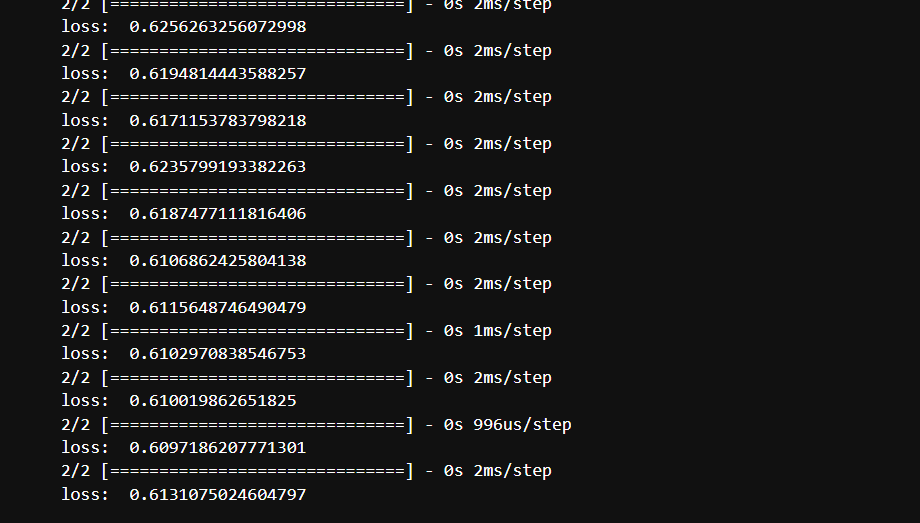 2/2 [==============================] - 0s 2ms/step
loss:  0.6256263256072998
2/2 [==============================] - 0s 2ms/step
loss:  0.6194814443588257
2/2 [==============================] - 0s 2ms/step
loss:  0.6171153783798218
2/2 [==============================] - 0s 2ms/step
loss:  0.6235799193382263
2/2 [==============================] - 0s 2ms/step
loss:  0.6187477111816406
2/2 [==============================] - 0s 2ms/step
loss:  0.6106862425804138
2/2 [==============================] - 0s 2ms/step
loss:  0.6115648746490479
2/2 [==============================] - 0s 1ms/step
loss:  0.6102970838546753
2/2 [==============================] - 0s 2ms/step
loss:  0.610019862651825
2/2 [==============================] - 0s 996us/step
loss:  0.6097186207771301
2/2 [==============================] - 0s 2ms/step
loss:  0.6131075024604797